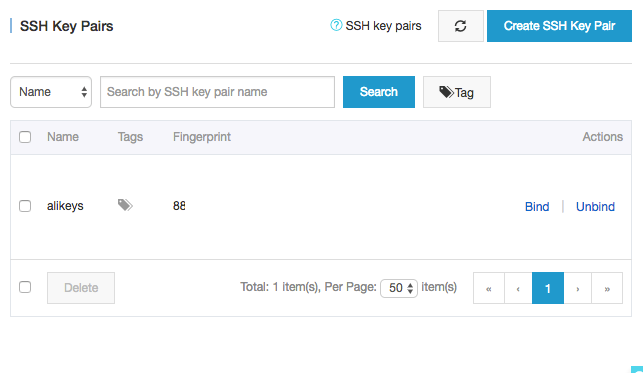 SSH Key Pairs
SSH key pairs
Create SSH Key Pair
Name
Search by SSH key pair name
Search
Tag
Name Tags Fingerprint Actions
alikeys 88 Bind | Unbind
Delete
Total: 1 item(s), Per Page: 50 item(s)
« ‹ 1 › »